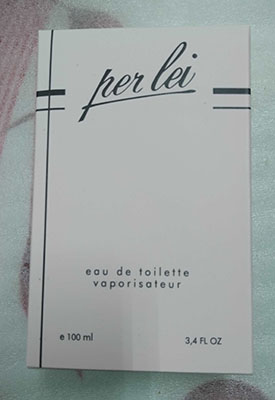 per lei
eau de toilette
vaporisateur
e 100 ml 3,4 FL OZ